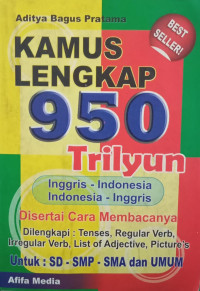 Aditya Bagus Pratama
BEST
SELLER!
KAMUS
LENGKAP
950
Trilyun
Inggris - Indonesia
Indonesia - Inggris
Disertai Cara Membacanya
Dilengkapi : Tenses, Regular Verb,
Irregular Verb, List of Adjective, Picture's
Untuk : SD - SMP - SMA dan UMUM
Afifa Media